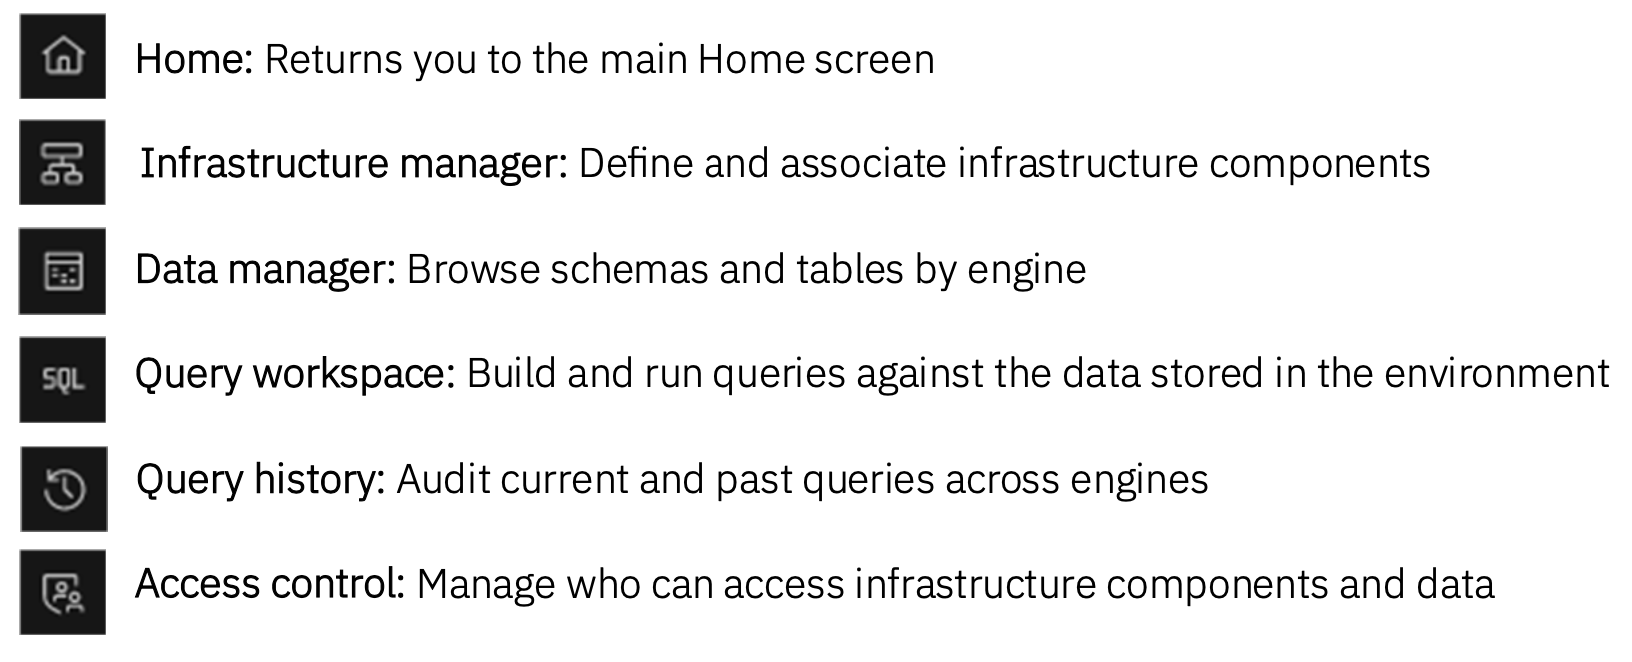 Home: Returns you to the main Home screen
Infrastructure manager: Define and associate infrastructure components
Data manager: Browse schemas and tables by engine
SQL Query workspace: Build and run queries against the data stored in the environment
Query history: Audit current and past queries across engines
Access control: Manage who can access infrastructure components and data